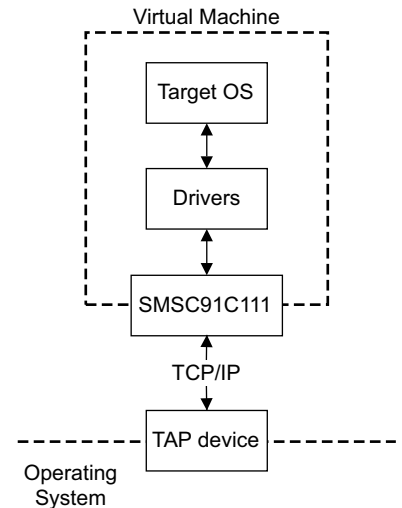 Virtual Machine
Target OS
Drivers
SMSC91C111
TCP/IP
TAP device
Operating
System